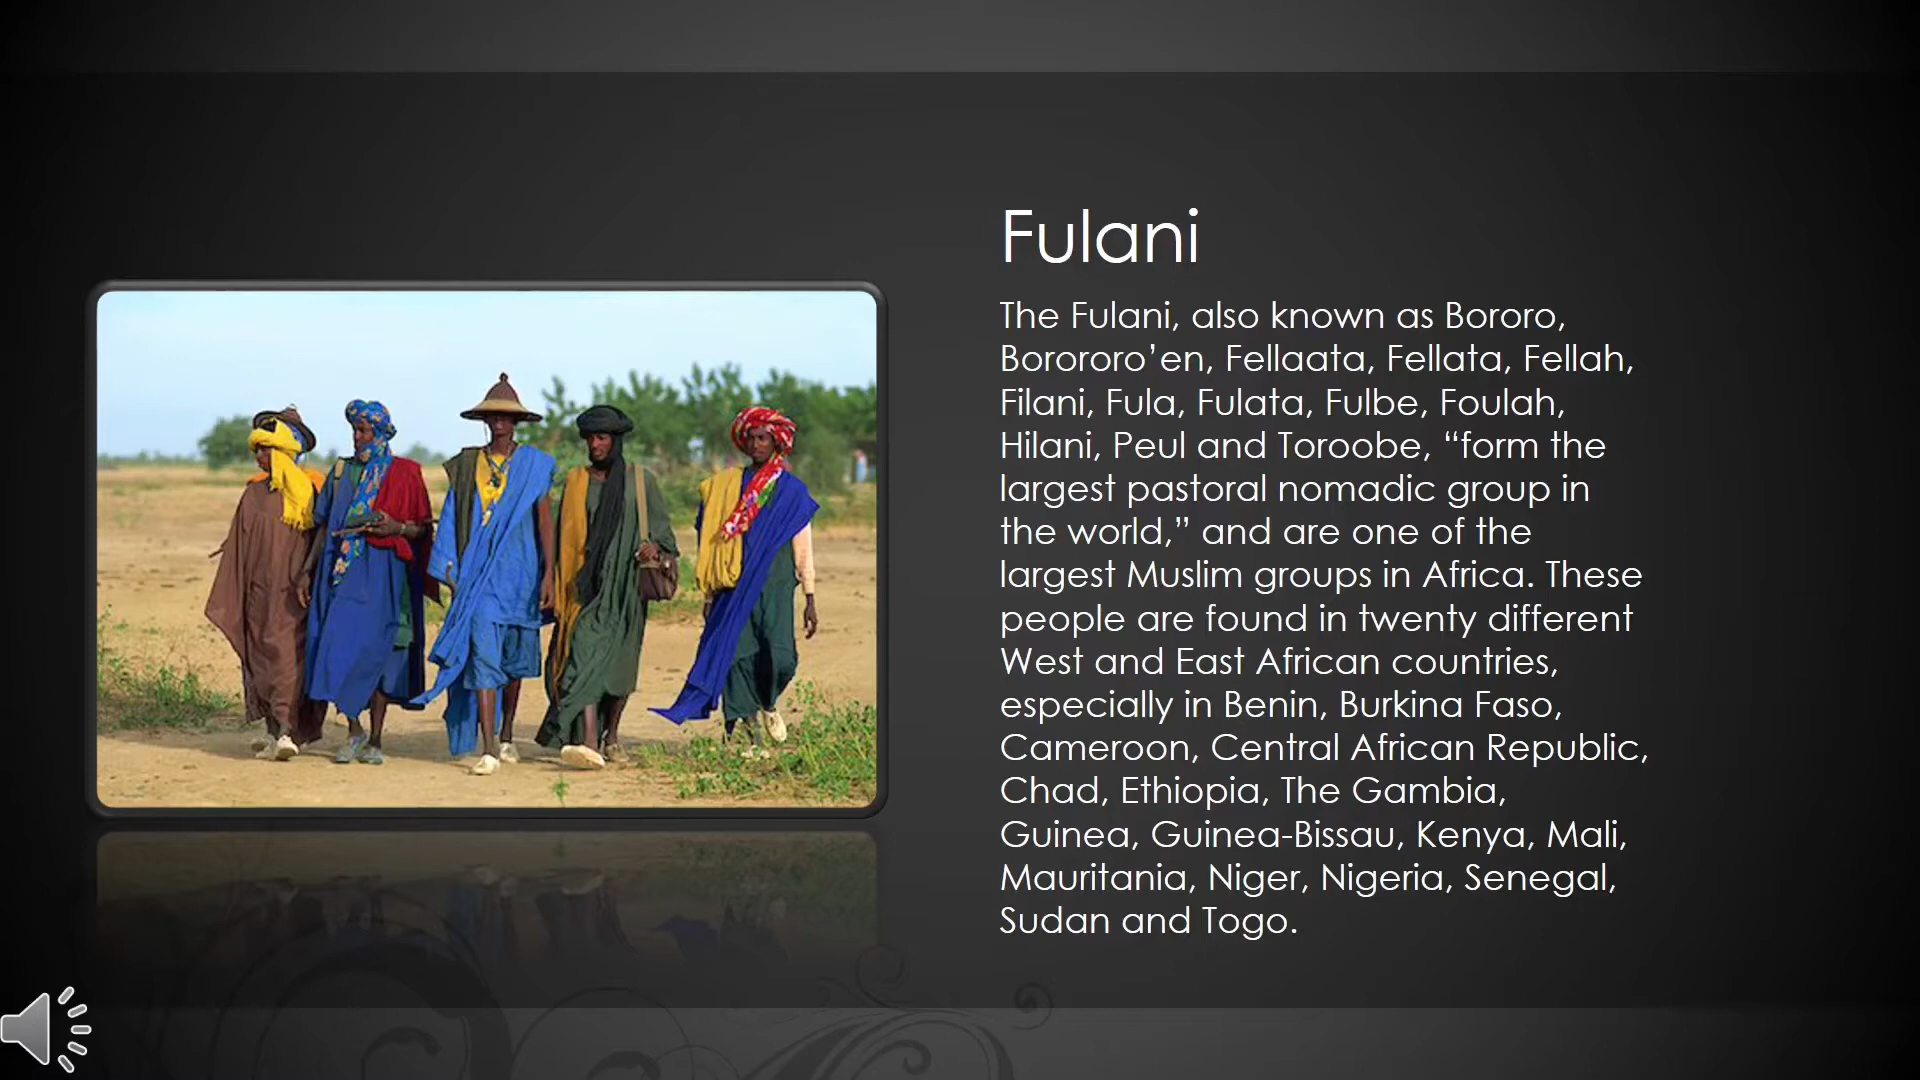 Fulani
The Fulani, also known as Bororo,
Borororo’en, Fellaata, Fellata, Fellah,
Filani, Fula, Fulata, Fulbe, Foulah,
Hilani, Peul and Toroobe, “form the
largest pastoral nomadic group in
the world,” and are one of the
largest Muslim groups in Africa. These
people are found in twenty different
West and East African countries,
especially in Benin, Burkina Faso,
Cameroon, Central African Republic,
Chad, Ethiopia, The Gambia,
Guinea, Guinea-Bissau, Kenya, Mali,
Mauritania, Niger, Nigeria, Senegal,
Sudan and Togo.